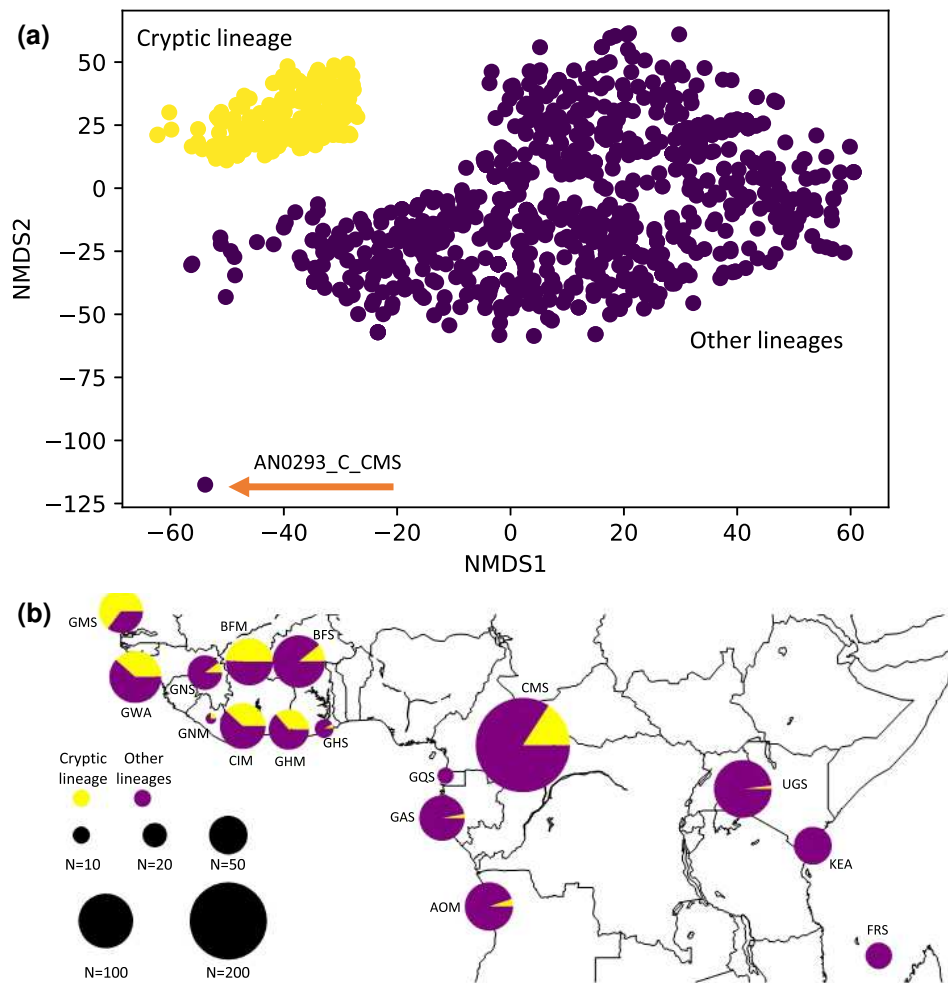 (a)
Cryptic lineage
Other lineages
AN0293_C_CMS
NMDS2
50
25
0
−25
−50
−75
−100
−125
−60
−40
−20
0
20
40
60
NMDS1
(b)
GMS
BFM
BFS
GNS
GWA
GNM
CIM
GHM
GHS
CMS
GQS
GAS
UGS
KEA
AOM
FRS
Cryptic
lineage
Other
lineages
N=10
N=20
N=50
N=100
N=200